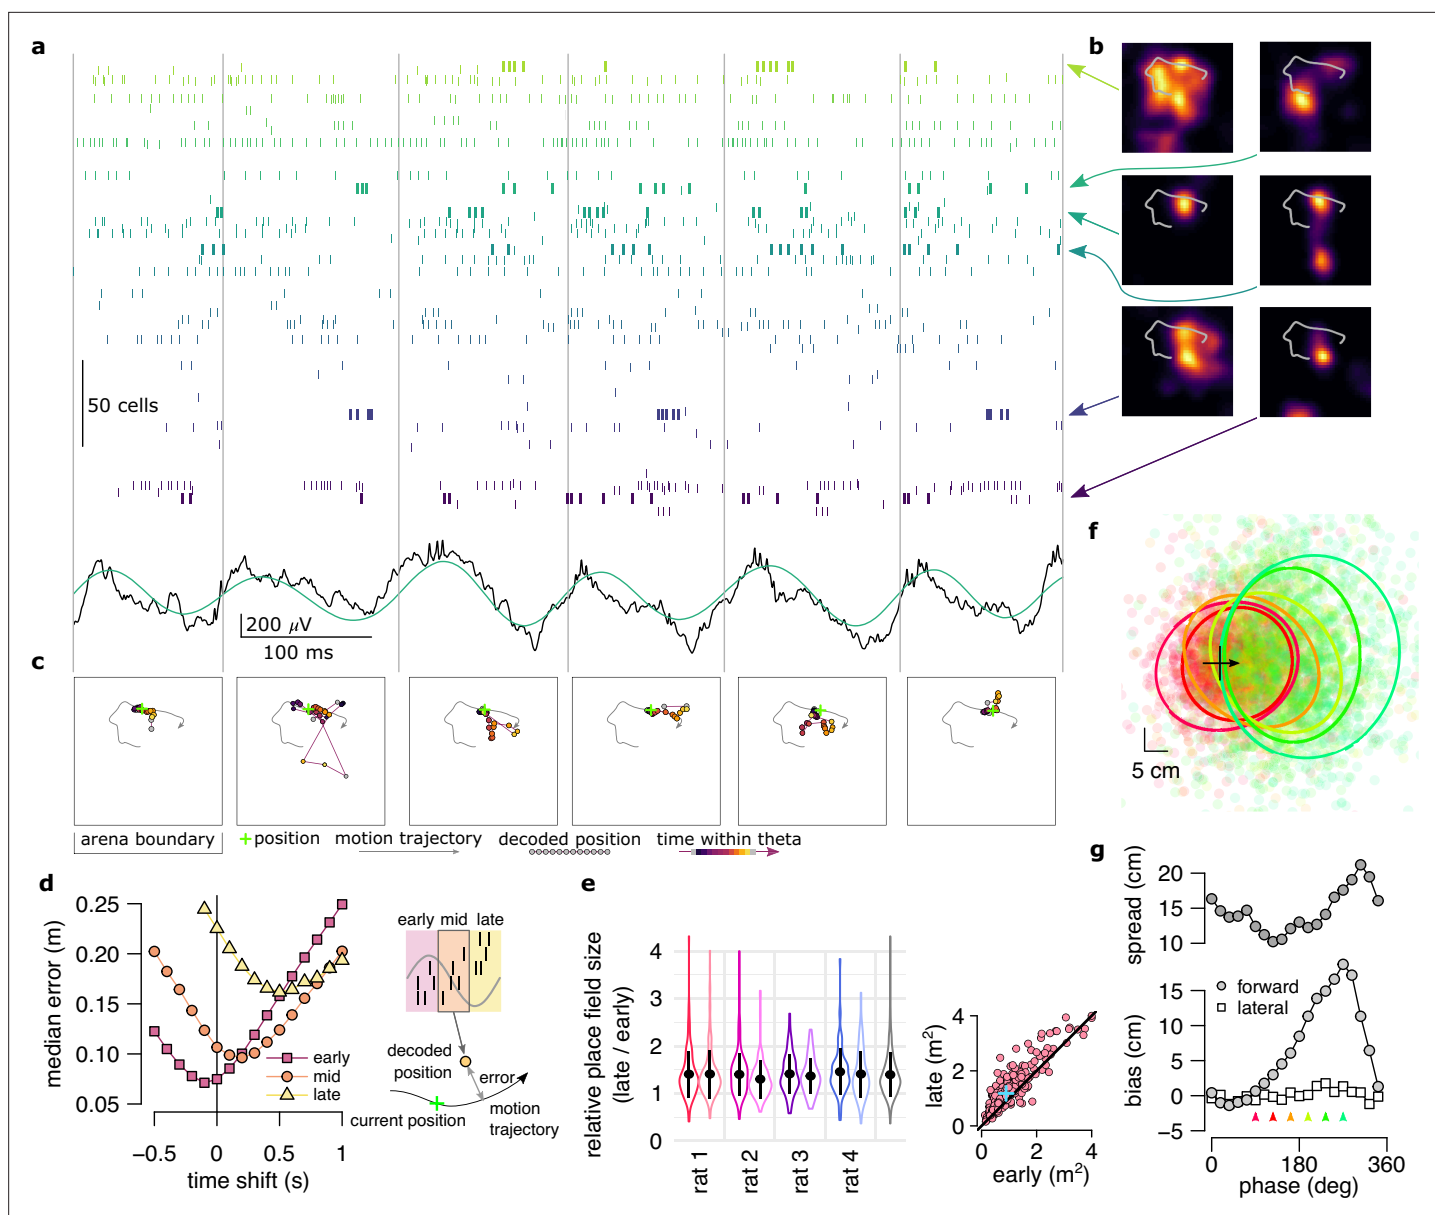 a
b
50 cells
200 μV
100 ms
f
5 cm
c
arena boundary
position
motion trajectory
decoded position
time within theta
d
median error (m)
0.25
0.20
0.15
0.10
0.05
early
mid
late
−0.5
0
0.5
1
time shift (s)
early mid late
decoded
position
error
current position
motion
trajectory
e
relative place field size
(late / early)
4
3
2
1
0
rat 1
rat 2
rat 3
rat 4
late (m²)
4
2
0
0
2
4
early (m²)
g
spread (cm)
20
15
10
forward
lateral
bias (cm)
15
10
5
0
−5
0
180
360
phase (deg)